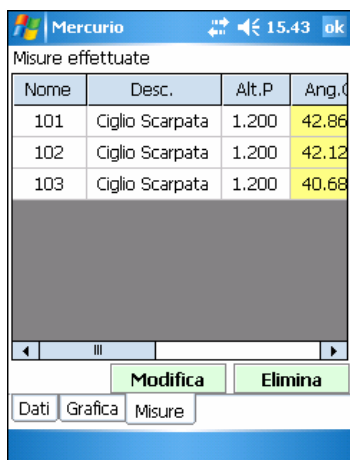 Mercurio 15.43 ok
Misure effettuate
Nome Desc. Alt.P Ang.
101 Ciglio Scarpata 1.200 42.86
102 Ciglio Scarpata 1.200 42.12
103 Ciglio Scarpata 1.200 40.68
Modifica Elimina
Dati Grafica Misure